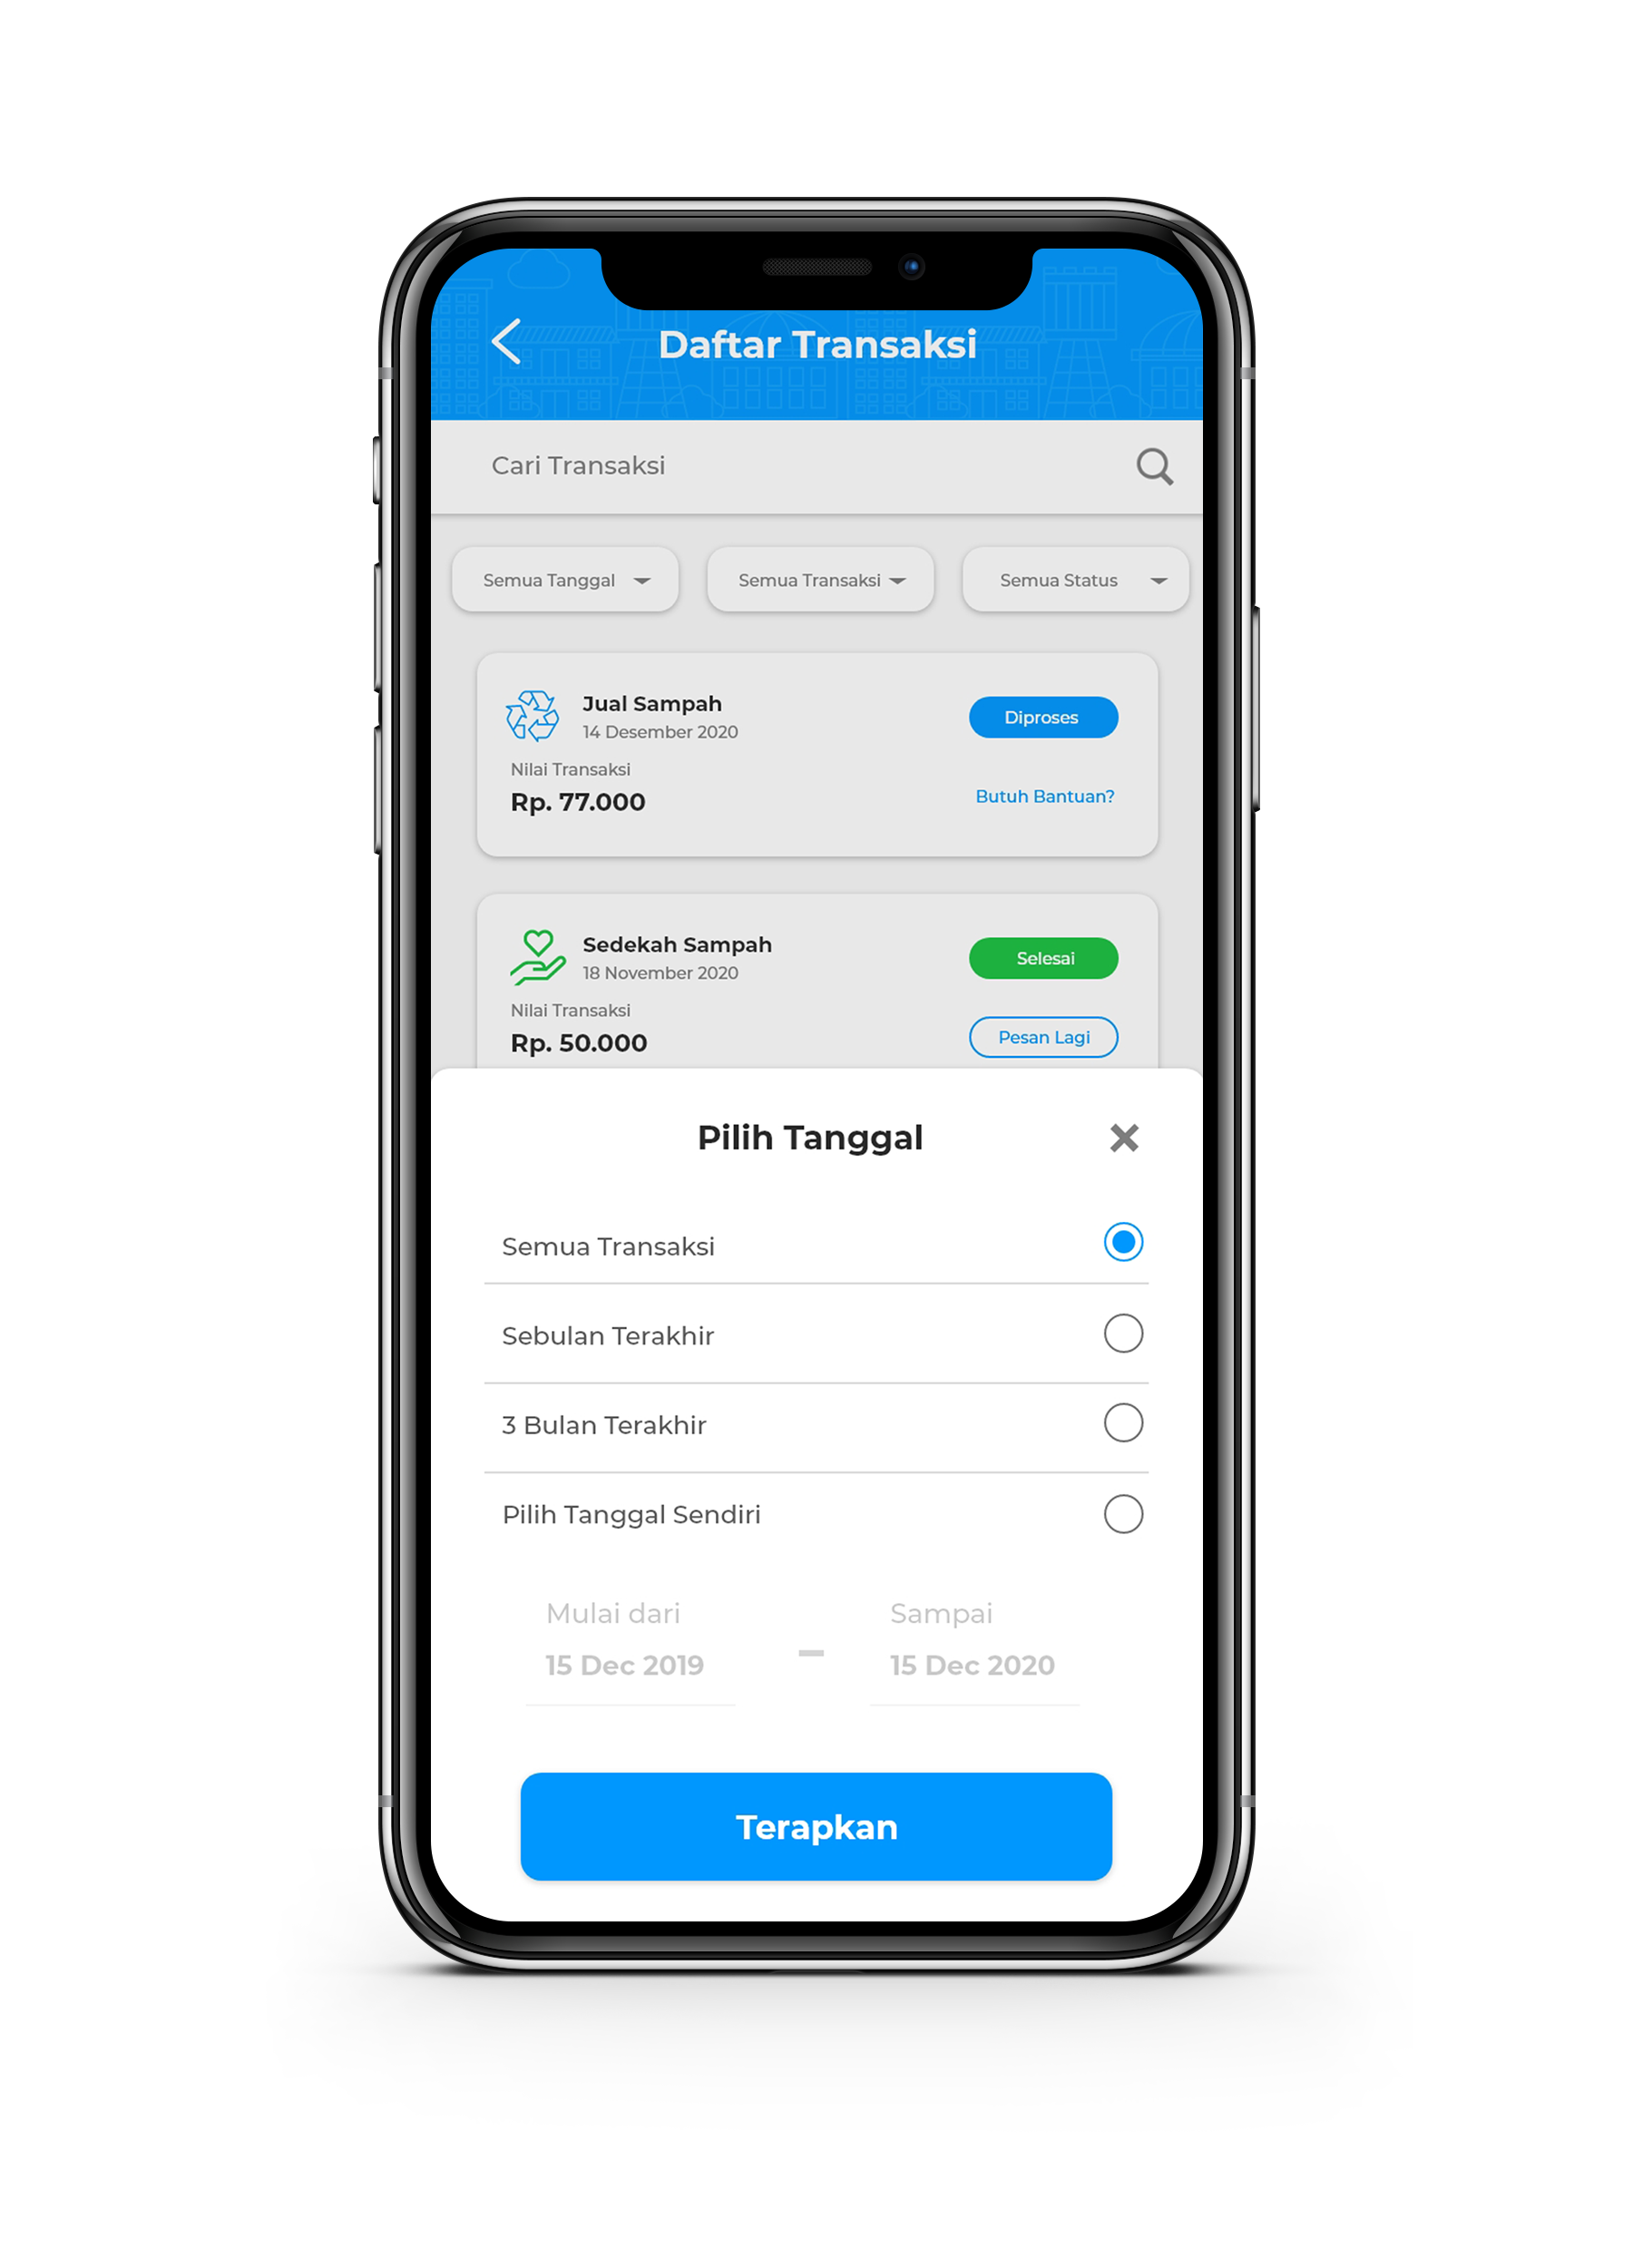 Daftar Transaksi
Cari Transaksi
Semua Tanggal
Semua Transaksi
Semua Status
Jual Sampah
14 Desember 2020
Diproses
Nilai Transaksi
Rp. 77.000
Butuh Bantuan?
Sedekah Sampah
18 November 2020
Selesai
Nilai Transaksi
Rp. 50.000
Pesan Lagi
Pilih Tanggal
Semua Transaksi
Sebulan Terakhir
3 Bulan Terakhir
Pilih Tanggal Sendiri
Mulai dari
15 Dec 2019
–
Sampai
15 Dec 2020
Terapkan